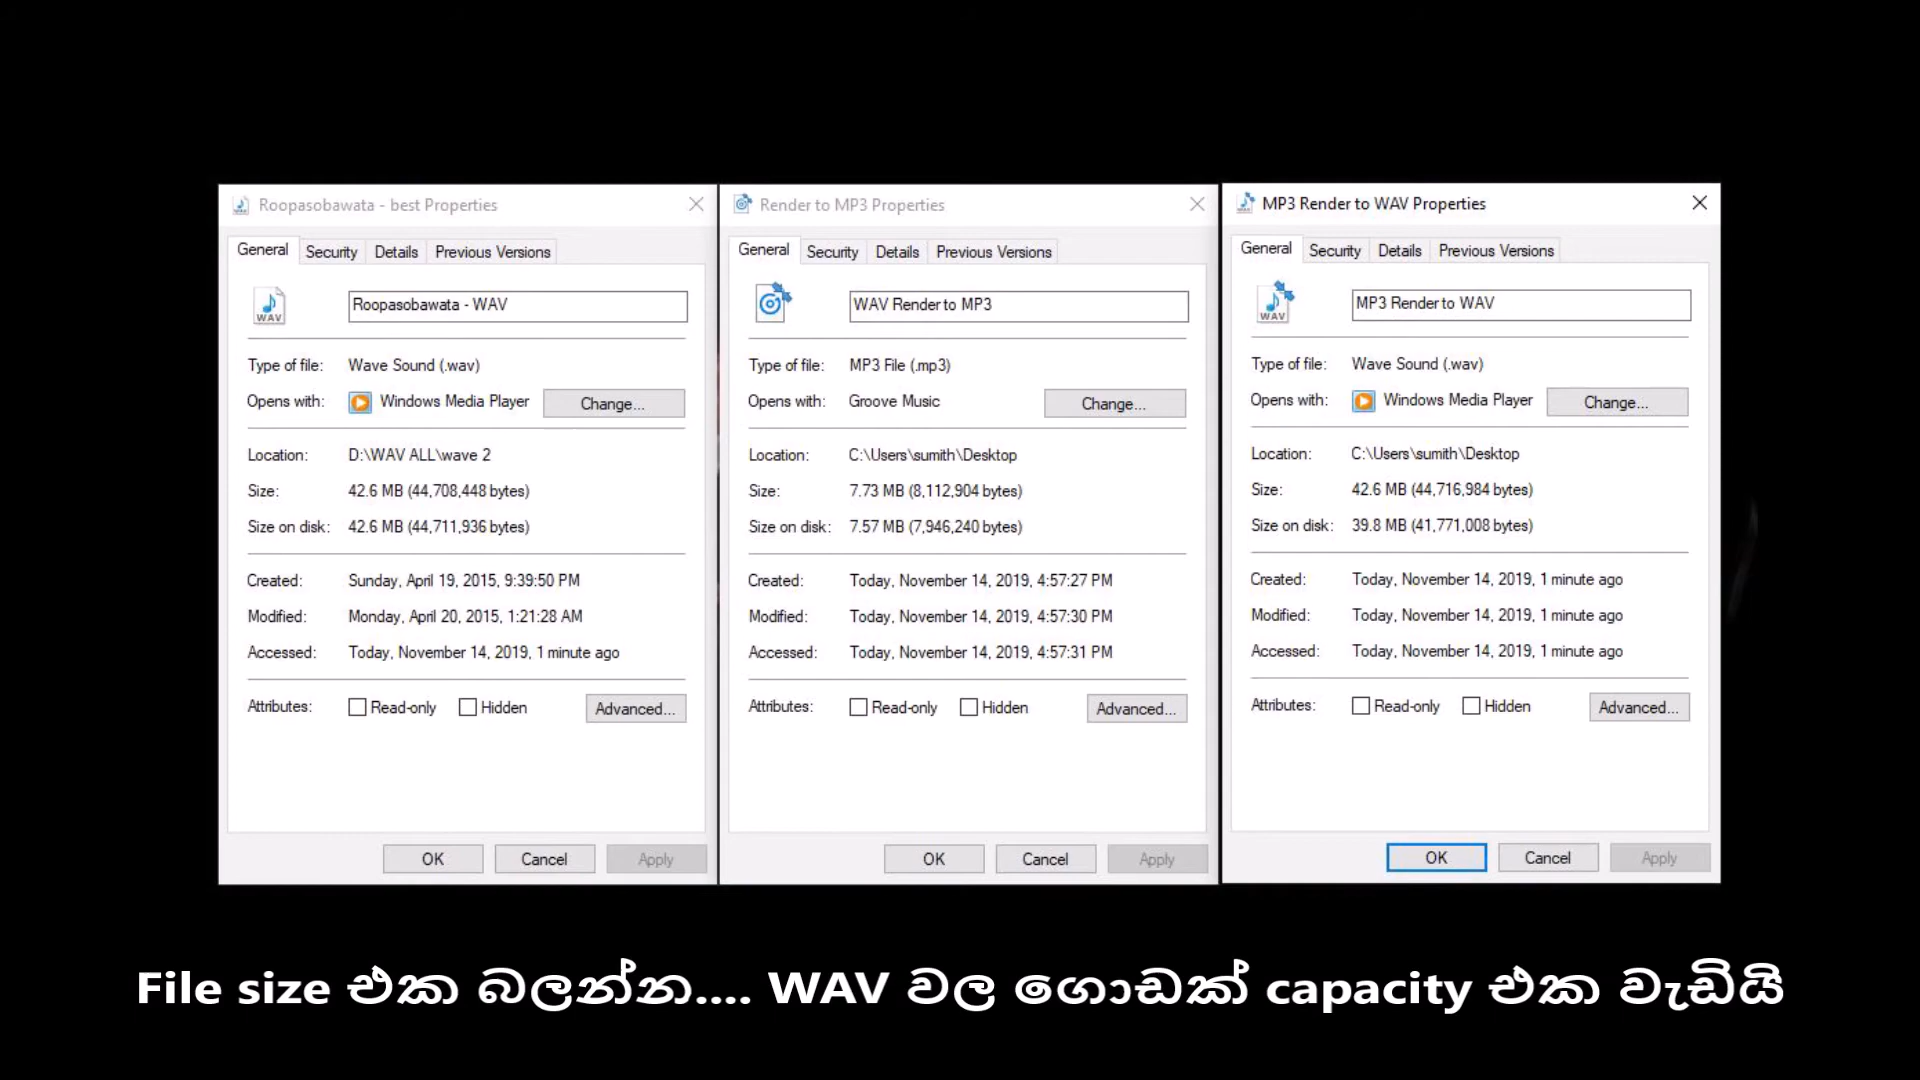 Roopasobawata - best Properties
General Security Details Previous Versions
WAV
Roopasobawata - WAV
Type of file: Wave Sound (.wav)
Opens with: Windows Media Player Change...
Location: D:\WAV ALL\wave 2
Size: 42.6 MB (44,708,448 bytes)
Size on disk: 42.6 MB (44,711,936 bytes)
Created: Sunday, April 19, 2015, 9:39:50 PM
Modified: Monday, April 20, 2015, 1:21:28 AM
Accessed: Today, November 14, 2019, 1 minute ago
Attributes: Read-only Hidden Advanced...
OK Cancel Apply
Render to MP3 Properties
General Security Details Previous Versions
WAV Render to MP3
Type of file: MP3 File (.mp3)
Opens with: Groove Music Change...
Location: C:\Users\sumith\Desktop
Size: 7.73 MB (8,112,904 bytes)
Size on disk: 7.57 MB (7,946,240 bytes)
Created: Today, November 14, 2019, 4:57:27 PM
Modified: Today, November 14, 2019, 4:57:30 PM
Accessed: Today, November 14, 2019, 4:57:31 PM
Attributes: Read-only Hidden Advanced...
OK Cancel Apply
MP3 Render to WAV Properties
General Security Details Previous Versions
WAV
MP3 Render to WAV
Type of file: Wave Sound (.wav)
Opens with: Windows Media Player Change...
Location: C:\Users\sumith\Desktop
Size: 42.6 MB (44,716,984 bytes)
Size on disk: 39.8 MB (41,771,008 bytes)
Created: Today, November 14, 2019, 1 minute ago
Modified: Today, November 14, 2019, 1 minute ago
Accessed: Today, November 14, 2019, 1 minute ago
Attributes: Read-only Hidden Advanced...
OK Cancel Apply
File size එක බලන්න.... WAV වල ගොඩක් capacity එක වැඩියි